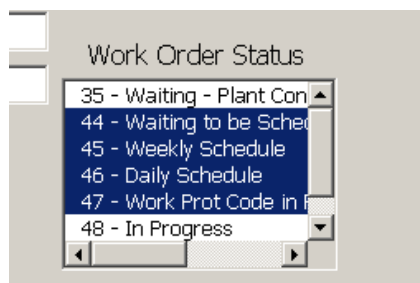 Work Order Status
35 - Waiting - Plant Con
44 - Waiting to be Sched
45 - Weekly Schedule
46 - Daily Schedule
47 - Work Prot Code in
48 - In Progress